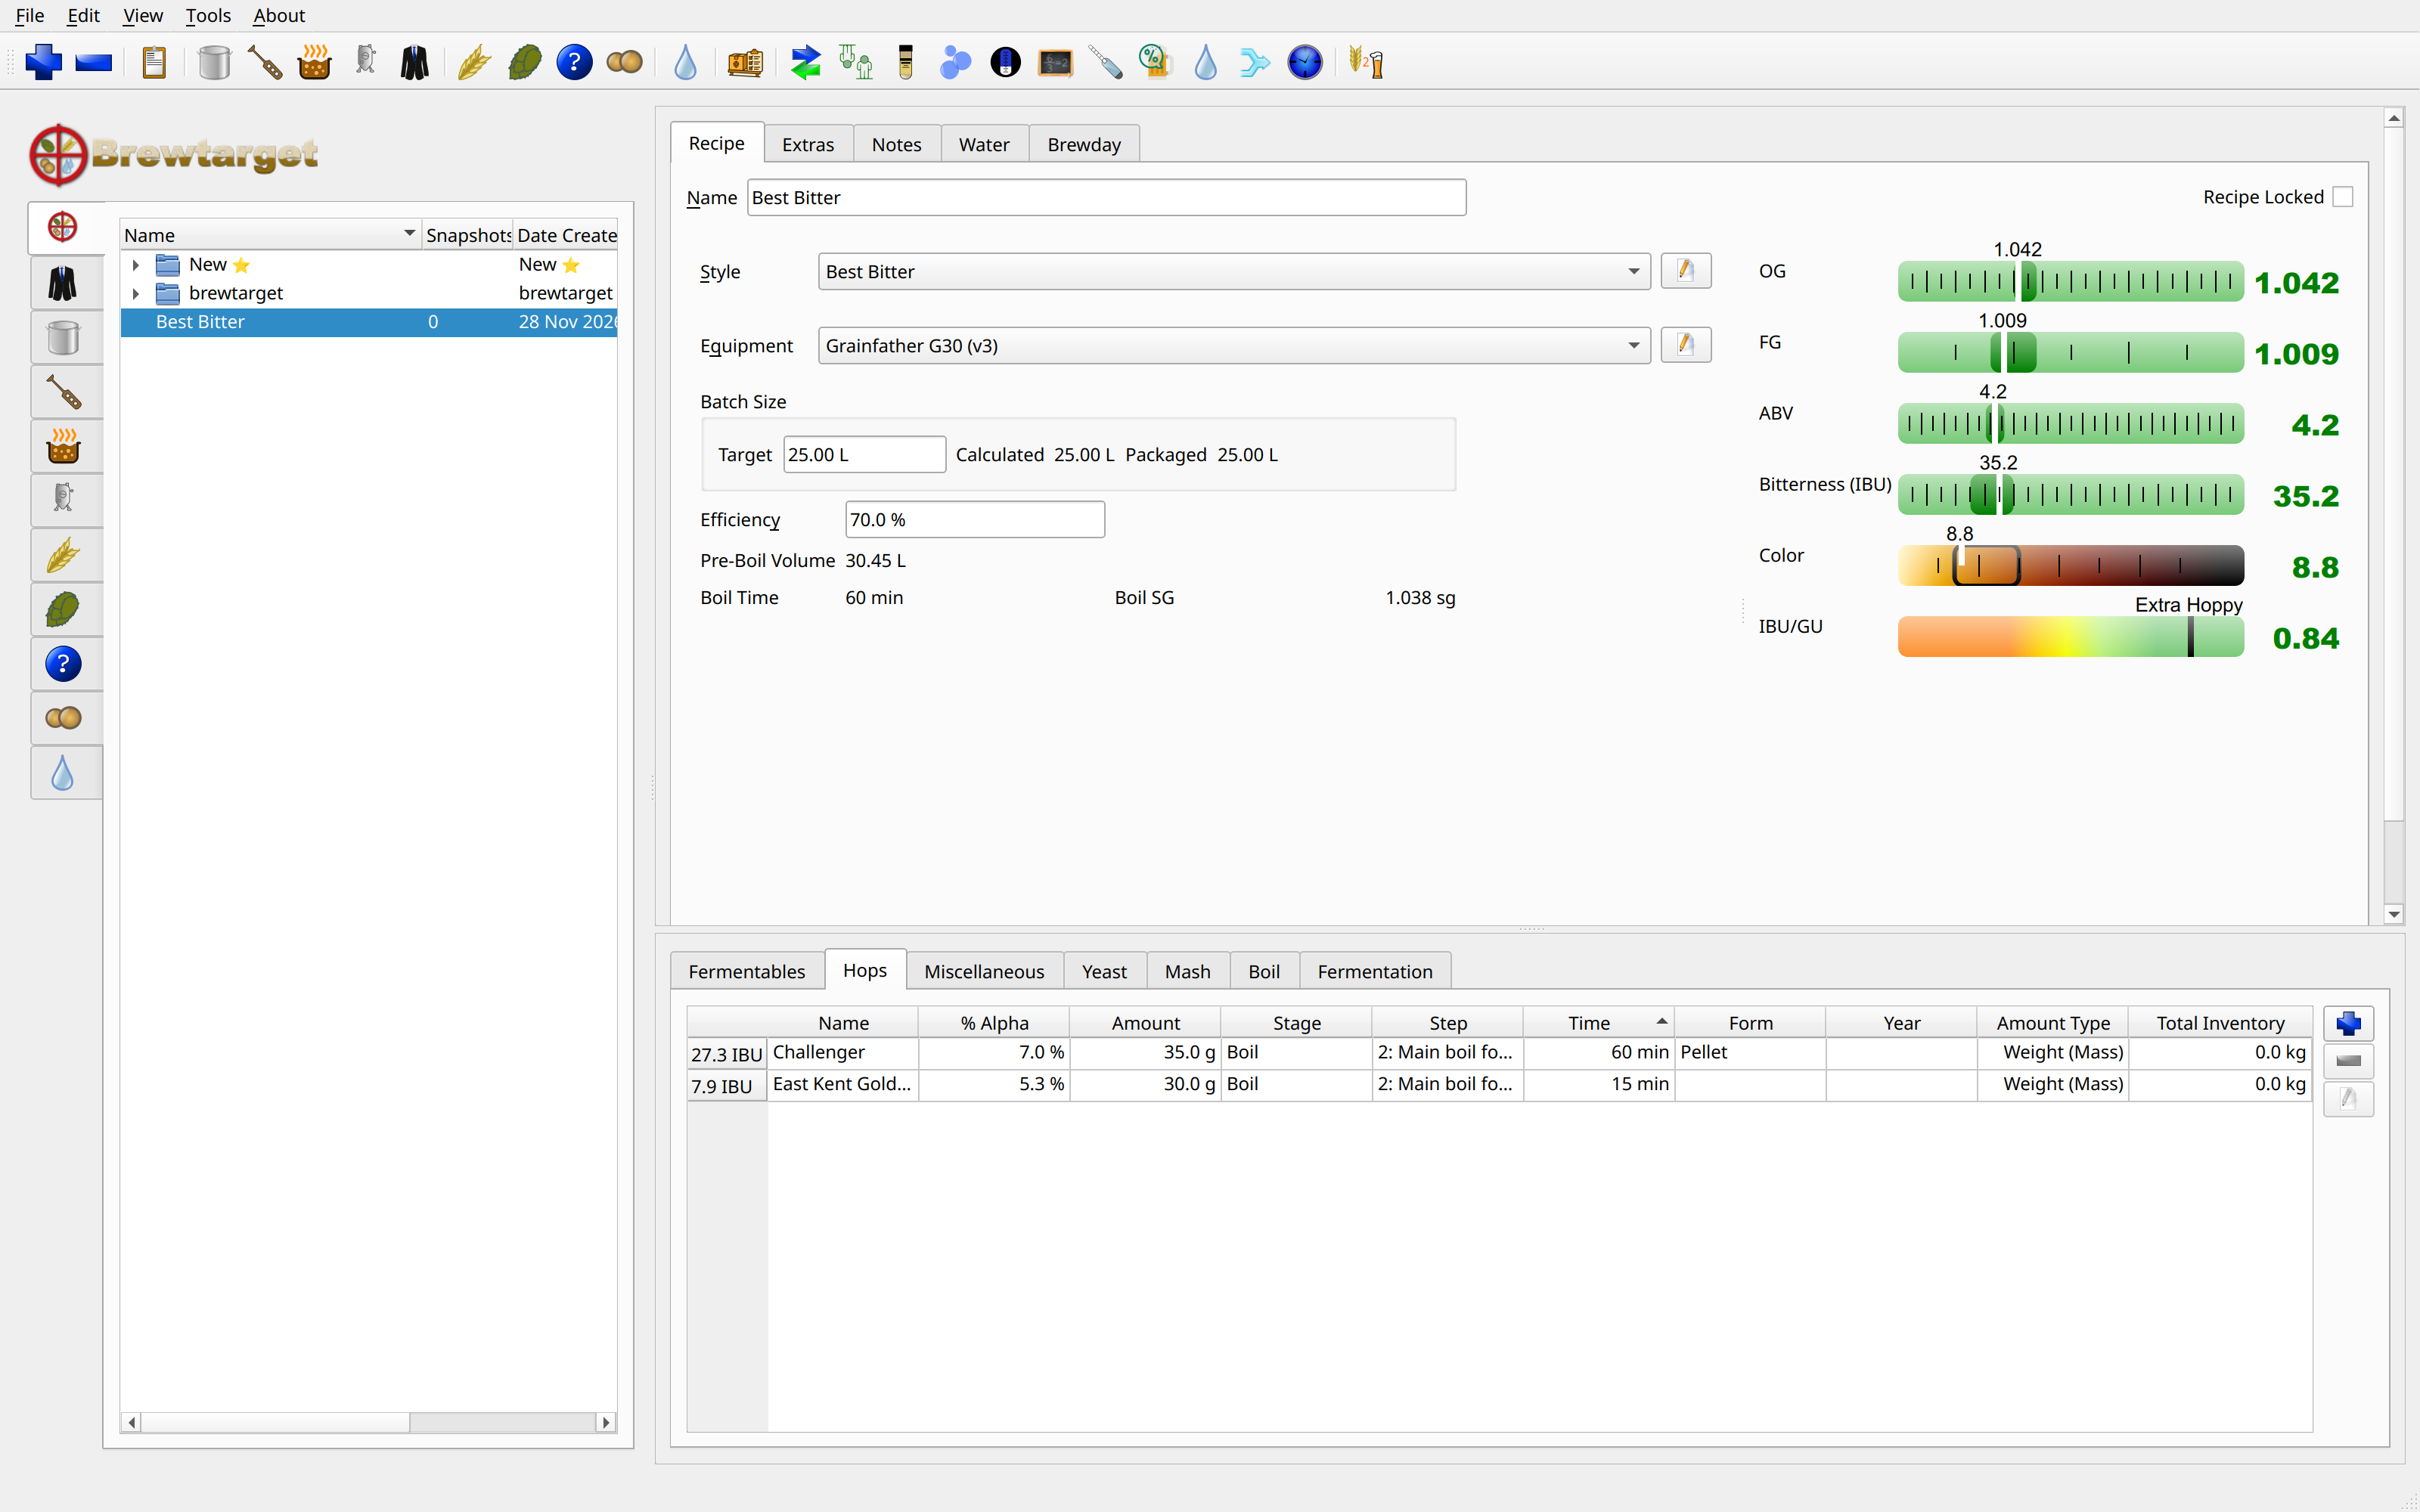 File Edit View Tools About
Brewtarget
Name Snapshots Date Create
New New
brewtarget brewtarget
Best Bitter 0 28 Nov 2026
Recipe Extras Notes Water Brewday
Name Best Bitter Recipe Locked
Style Best Bitter
Equipment Grainfather G30 (v3)
Batch Size
Target 25.00 L Calculated 25.00 L Packaged 25.00 L
Efficiency 70.0 %
Pre-Boil Volume 30.45 L
Boil Time 60 min Boil SG 1.038 sg
1.042
OG 1.042
1.009
FG 1.009
4.2
ABV 4.2
35.2
Bitterness (IBU) 35.2
8.8
Color 8.8
Extra Hoppy
IBU/GU 0.84
Fermentables Hops Miscellaneous Yeast Mash Boil Fermentation
Name % Alpha Amount Stage Step Time Form Year Amount Type Total Inventory
27.3 IBU Challenger 7.0 % 35.0 g Boil 2: Main boil fo... 60 min Pellet Weight (Mass) 0.0 kg
7.9 IBU East Kent Gold... 5.3 % 30.0 g Boil 2: Main boil fo... 15 min Weight (Mass) 0.0 kg